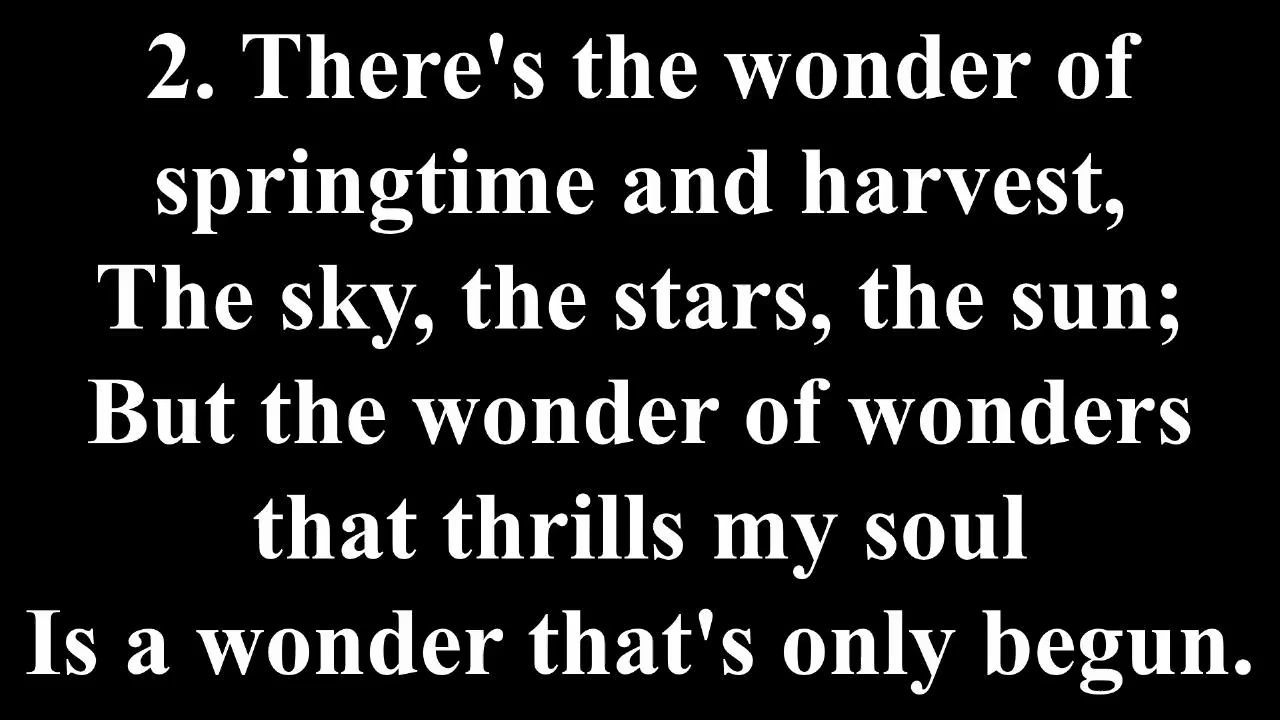 2. There's the wonder of
springtime and harvest,
The sky, the stars, the sun;
But the wonder of wonders
that thrills my soul
Is a wonder that's only begun.